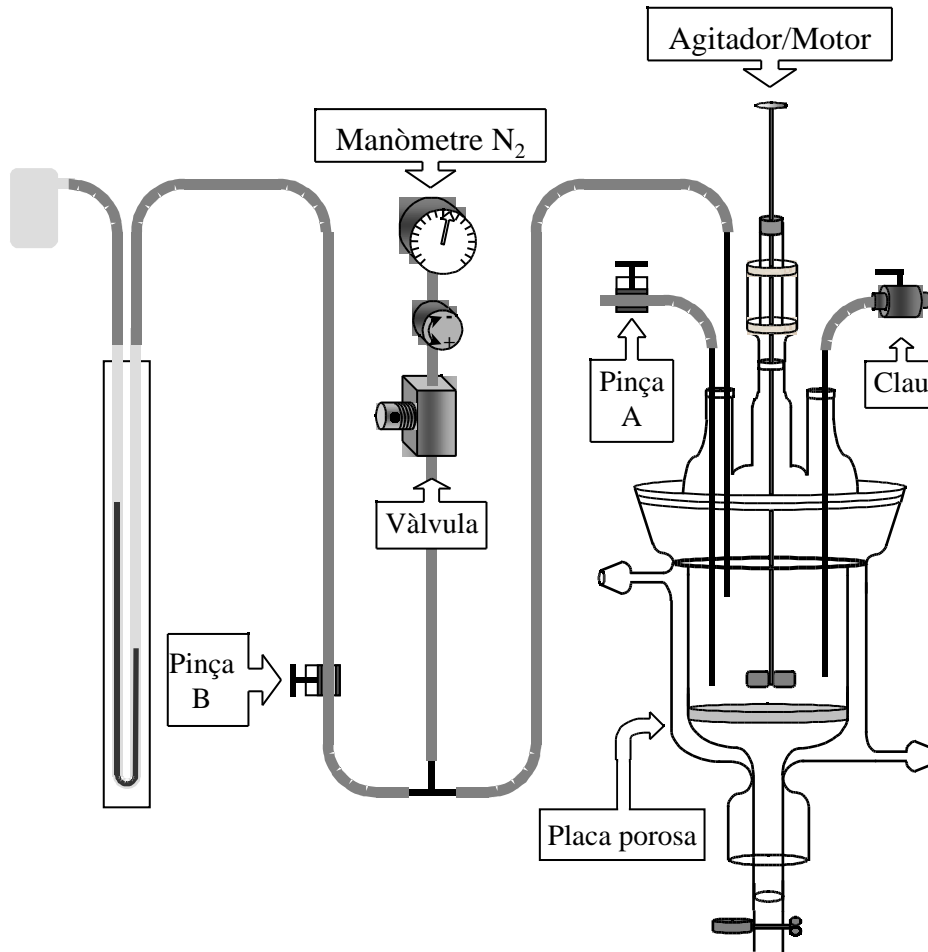 Agitador/Motor
Manòmetre N₂
Pinça
A
Clau
Vàlvula
Pinça
B
Placa porosa
-
+